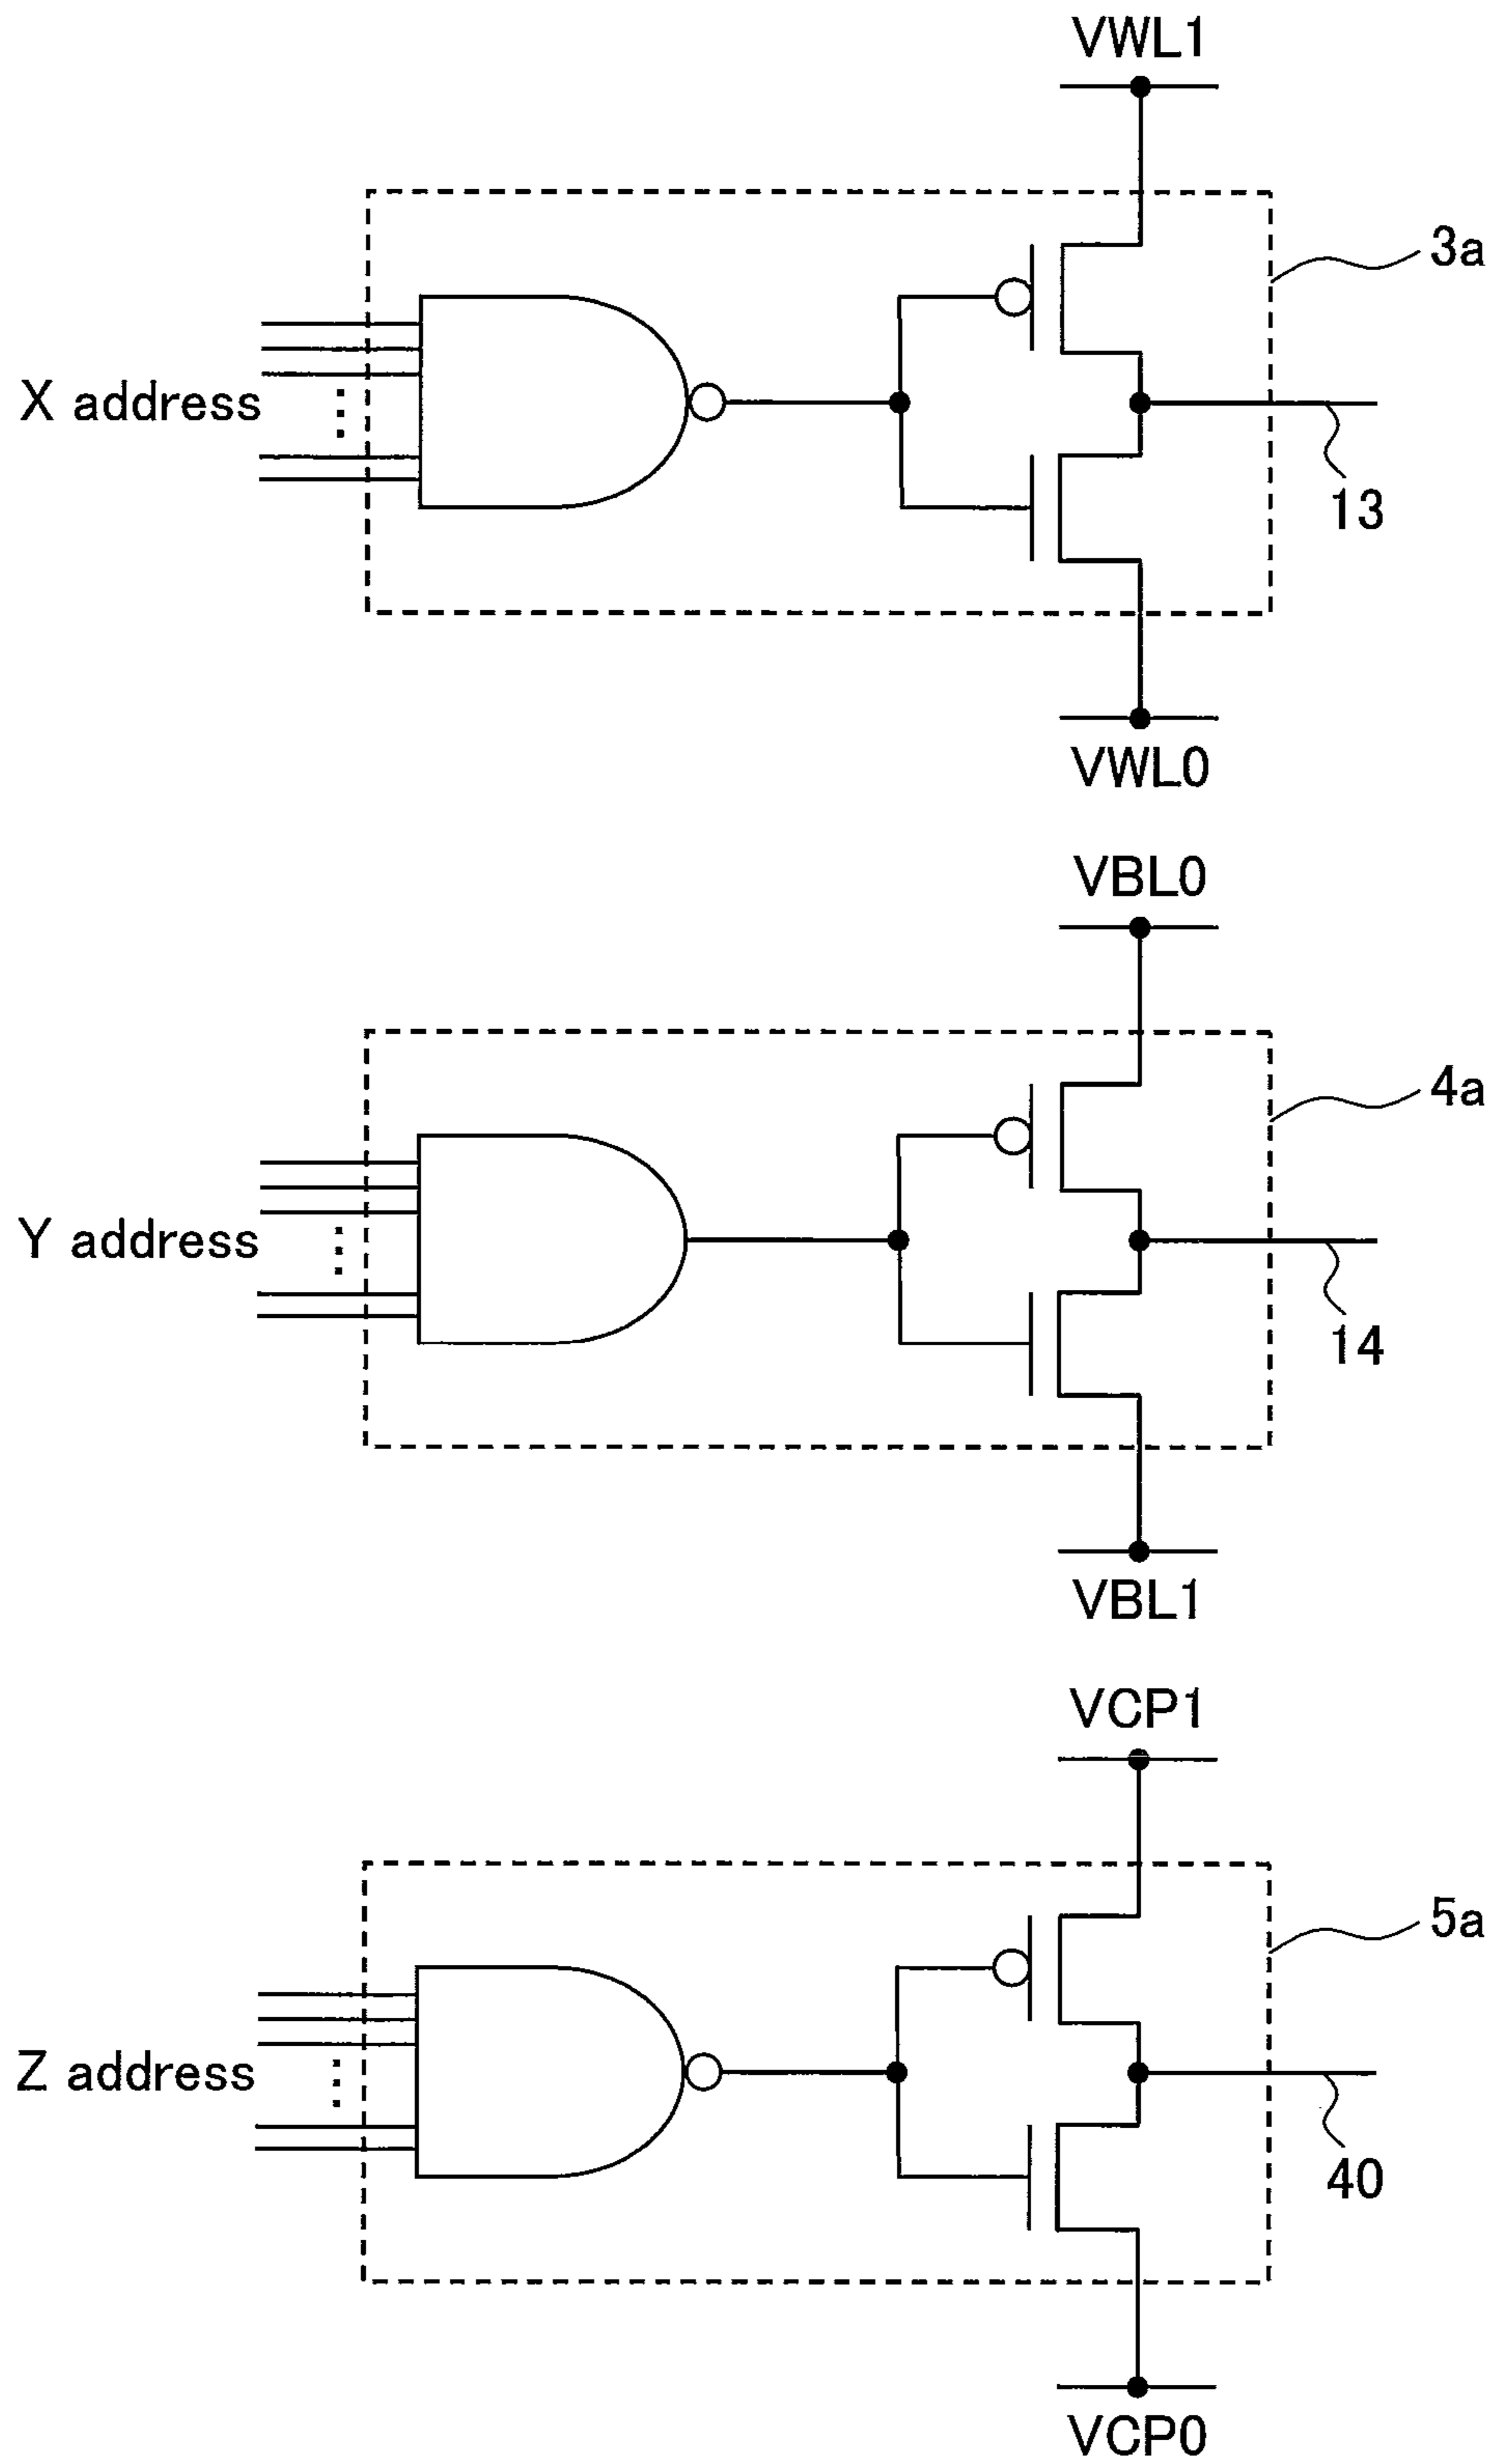 VWL1
3a
X address
13
VWL0
VBL0
4a
Y address
14
VBL1
VCP1
5a
Z address
40
VCP0